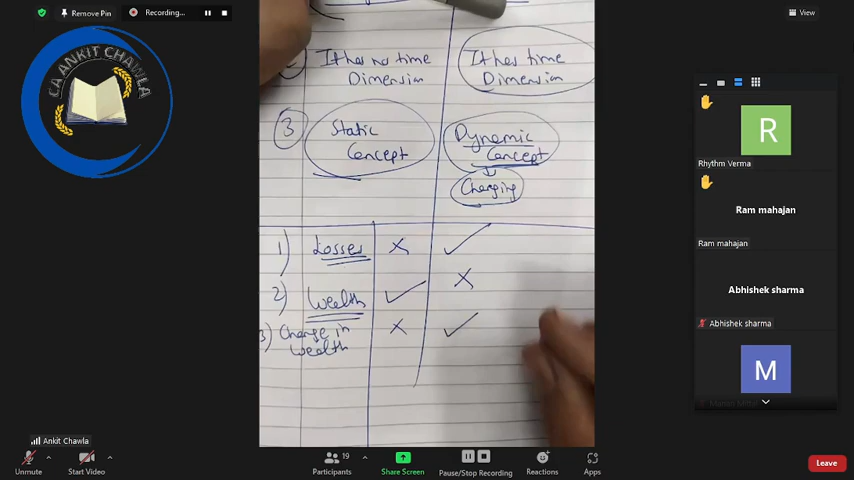 Remove Pin
Recording...
View
CA ANKIT CHAWLA
It has no time
Dimension
It has time
Dimension
3
Static
Concept
Dynamic
Concept
Changing
1) Losses × ✓
2) Wealth ✓ ×
3) Change in × ✓
Wealth
R
Rhythm Verma
Ram mahajan
Ram mahajan
Abhishek sharma
Abhishek sharma
M
Ankit Chawla
Unmute
Start Video
19
Participants
Share Screen
Pause/Stop Recording
Reactions
Apps
Leave